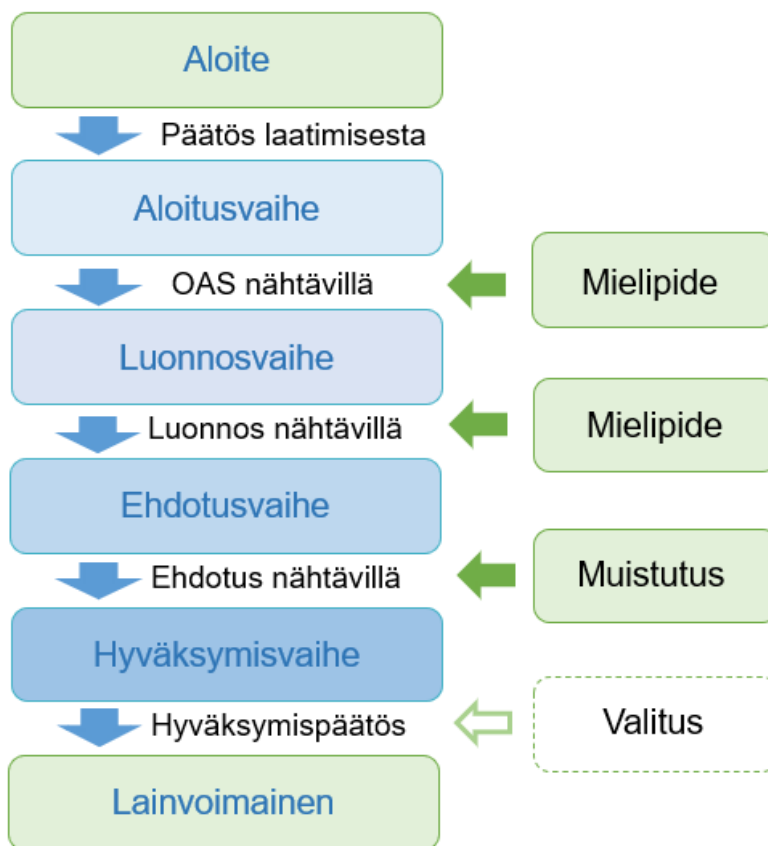 Aloite
Päätös laatimisesta
Aloitusvaihe
OAS nähtävillä
Mielipide
Luonnosvaihe
Luonnos nähtävillä
Mielipide
Ehdotusvaihe
Ehdotus nähtävillä
Muistutus
Hyväksymisvaihe
Hyväksymispäätös
Valitus
Lainvoimainen